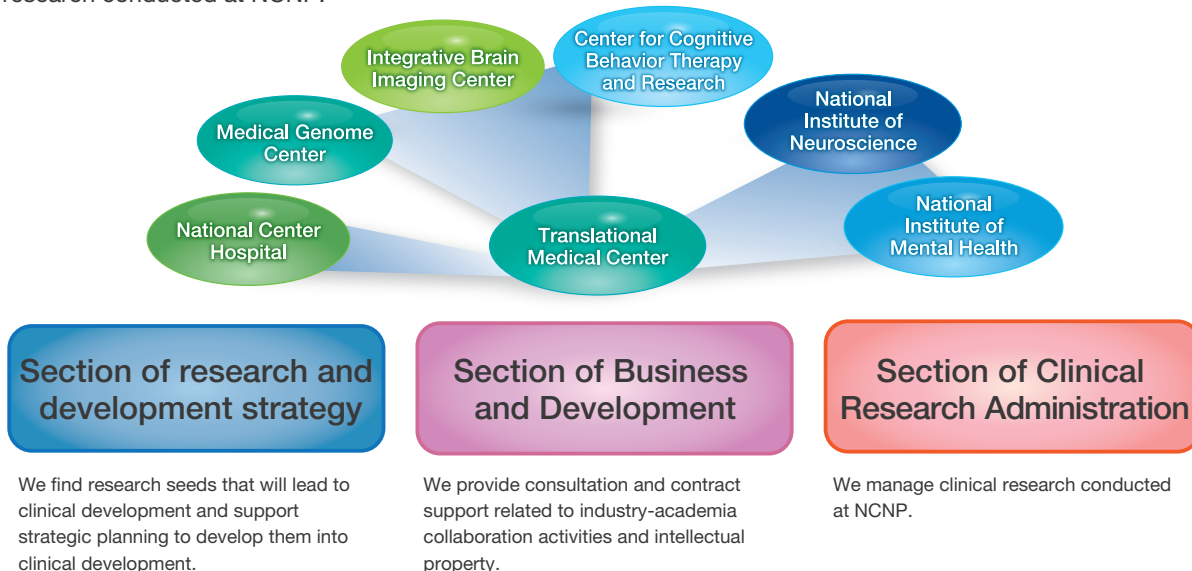 research conducted at NCNP.
Integrative Brain
Imaging Center
Center for Cognitive
Behavior Therapy
and Research
Medical Genome
Center
National
Institute of
Neuroscience
National Center
Hospital
Translational
Medical Center
National
Institute of
Mental Health
Section of research and
development strategy
We find research seeds that will lead to
clinical development and support
strategic planning to develop them into
clinical development.
Section of Business
and Development
We provide consultation and contract
support related to industry-academia
collaboration activities and intellectual
property.
Section of Clinical
Research Administration
We manage clinical research conducted
at NCNP.